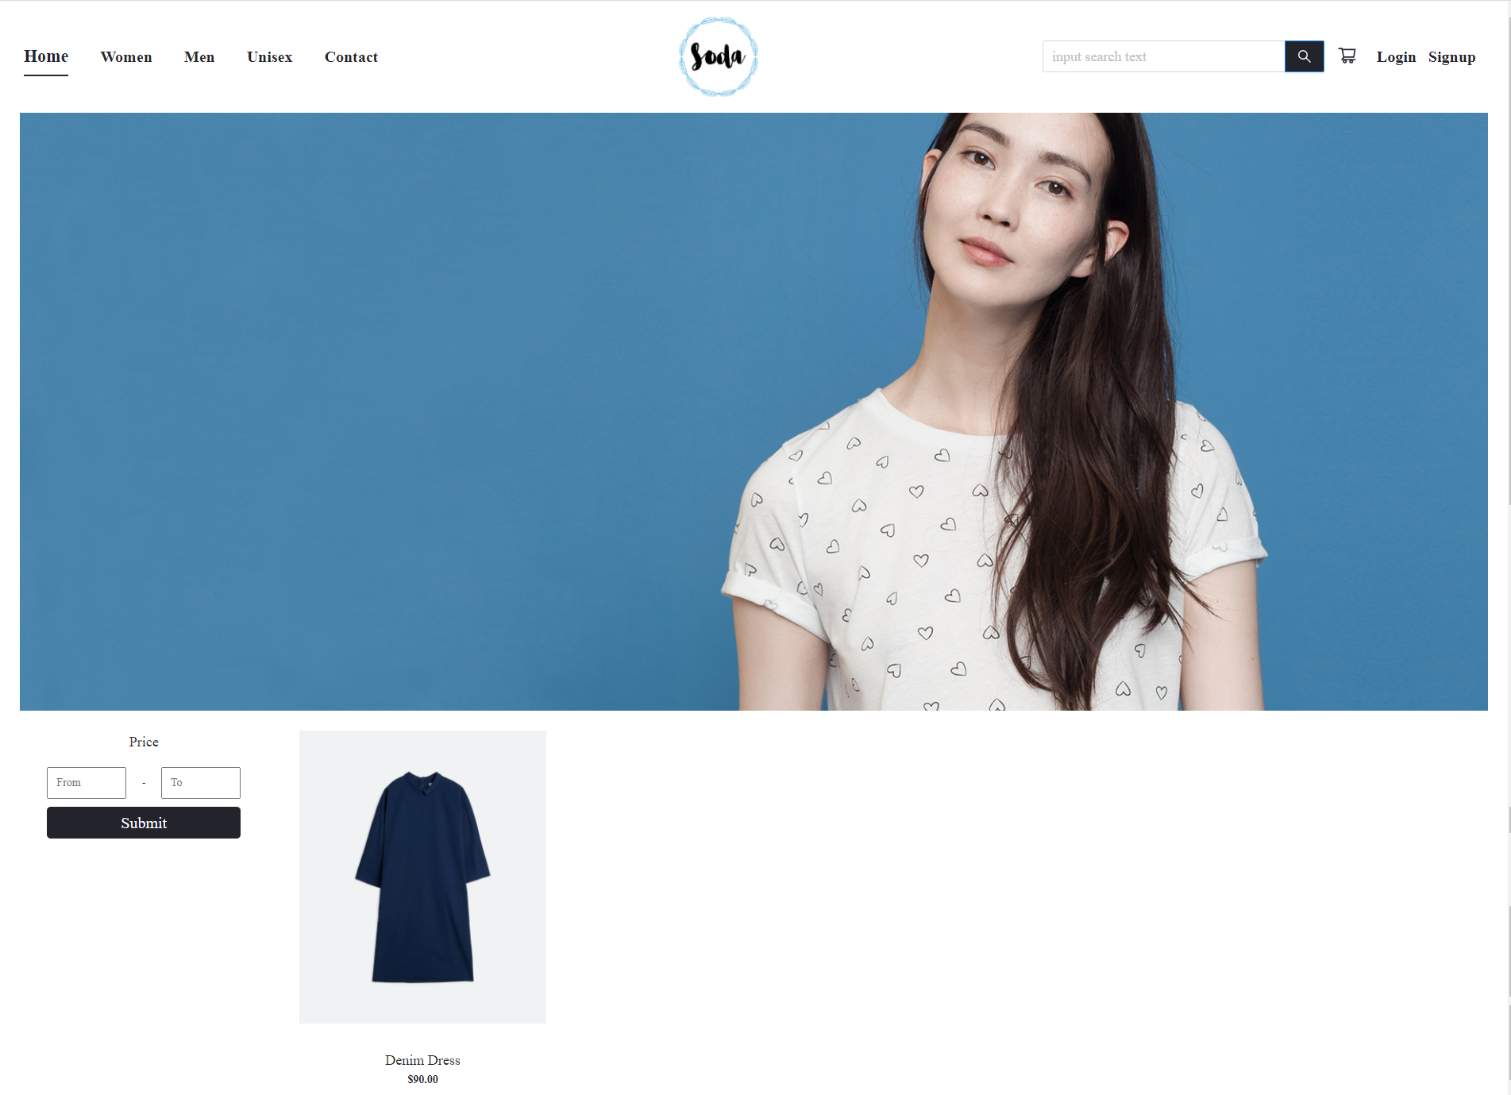 Home Women Men Unisex Contact
Soda
input search text
Login Signup
Price
From - To
Submit
Denim Dress
$90.00